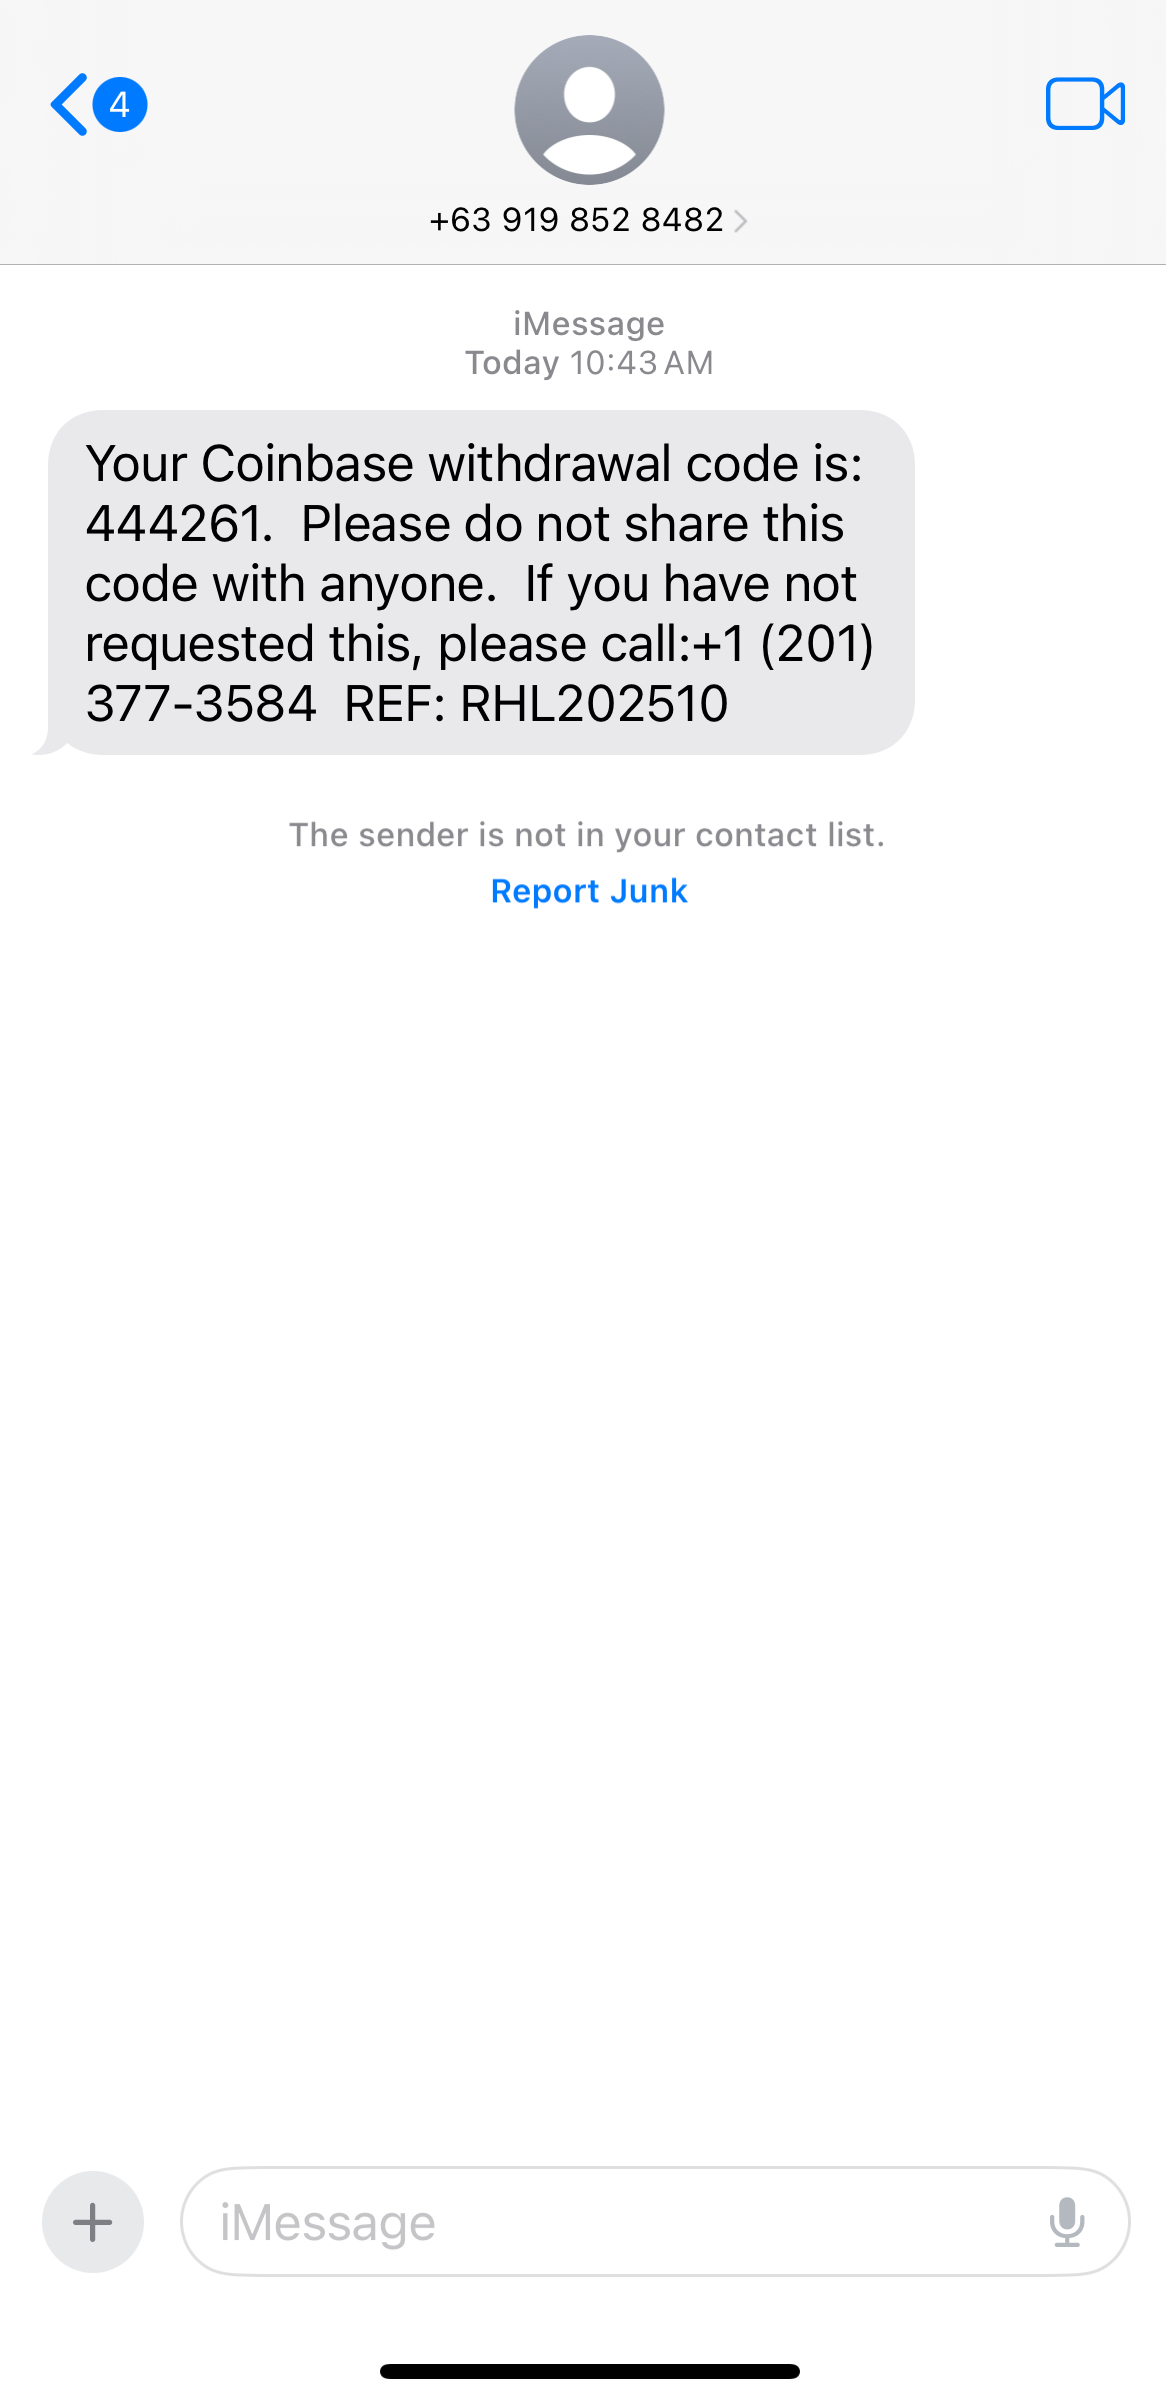 4
+63 919 852 8482
iMessage
Today 10:43 AM
Your Coinbase withdrawal code is:
444261.  Please do not share this
code with anyone.  If you have not
requested this, please call:+1 (201)
377-3584  REF: RHL202510
The sender is not in your contact list.
Report Junk
iMessage